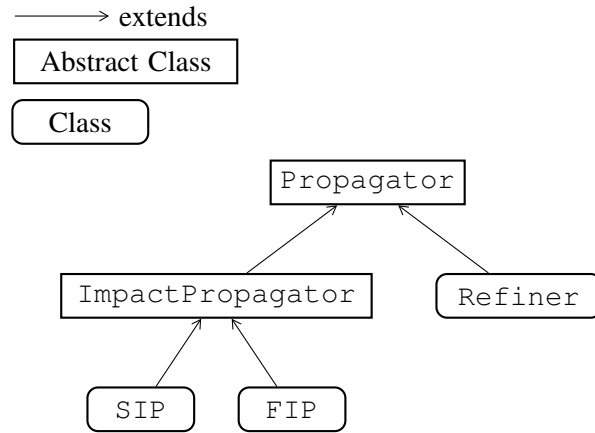 extends
Abstract Class
Class
Propagator
ImpactPropagator
Refiner
SIP
FIP